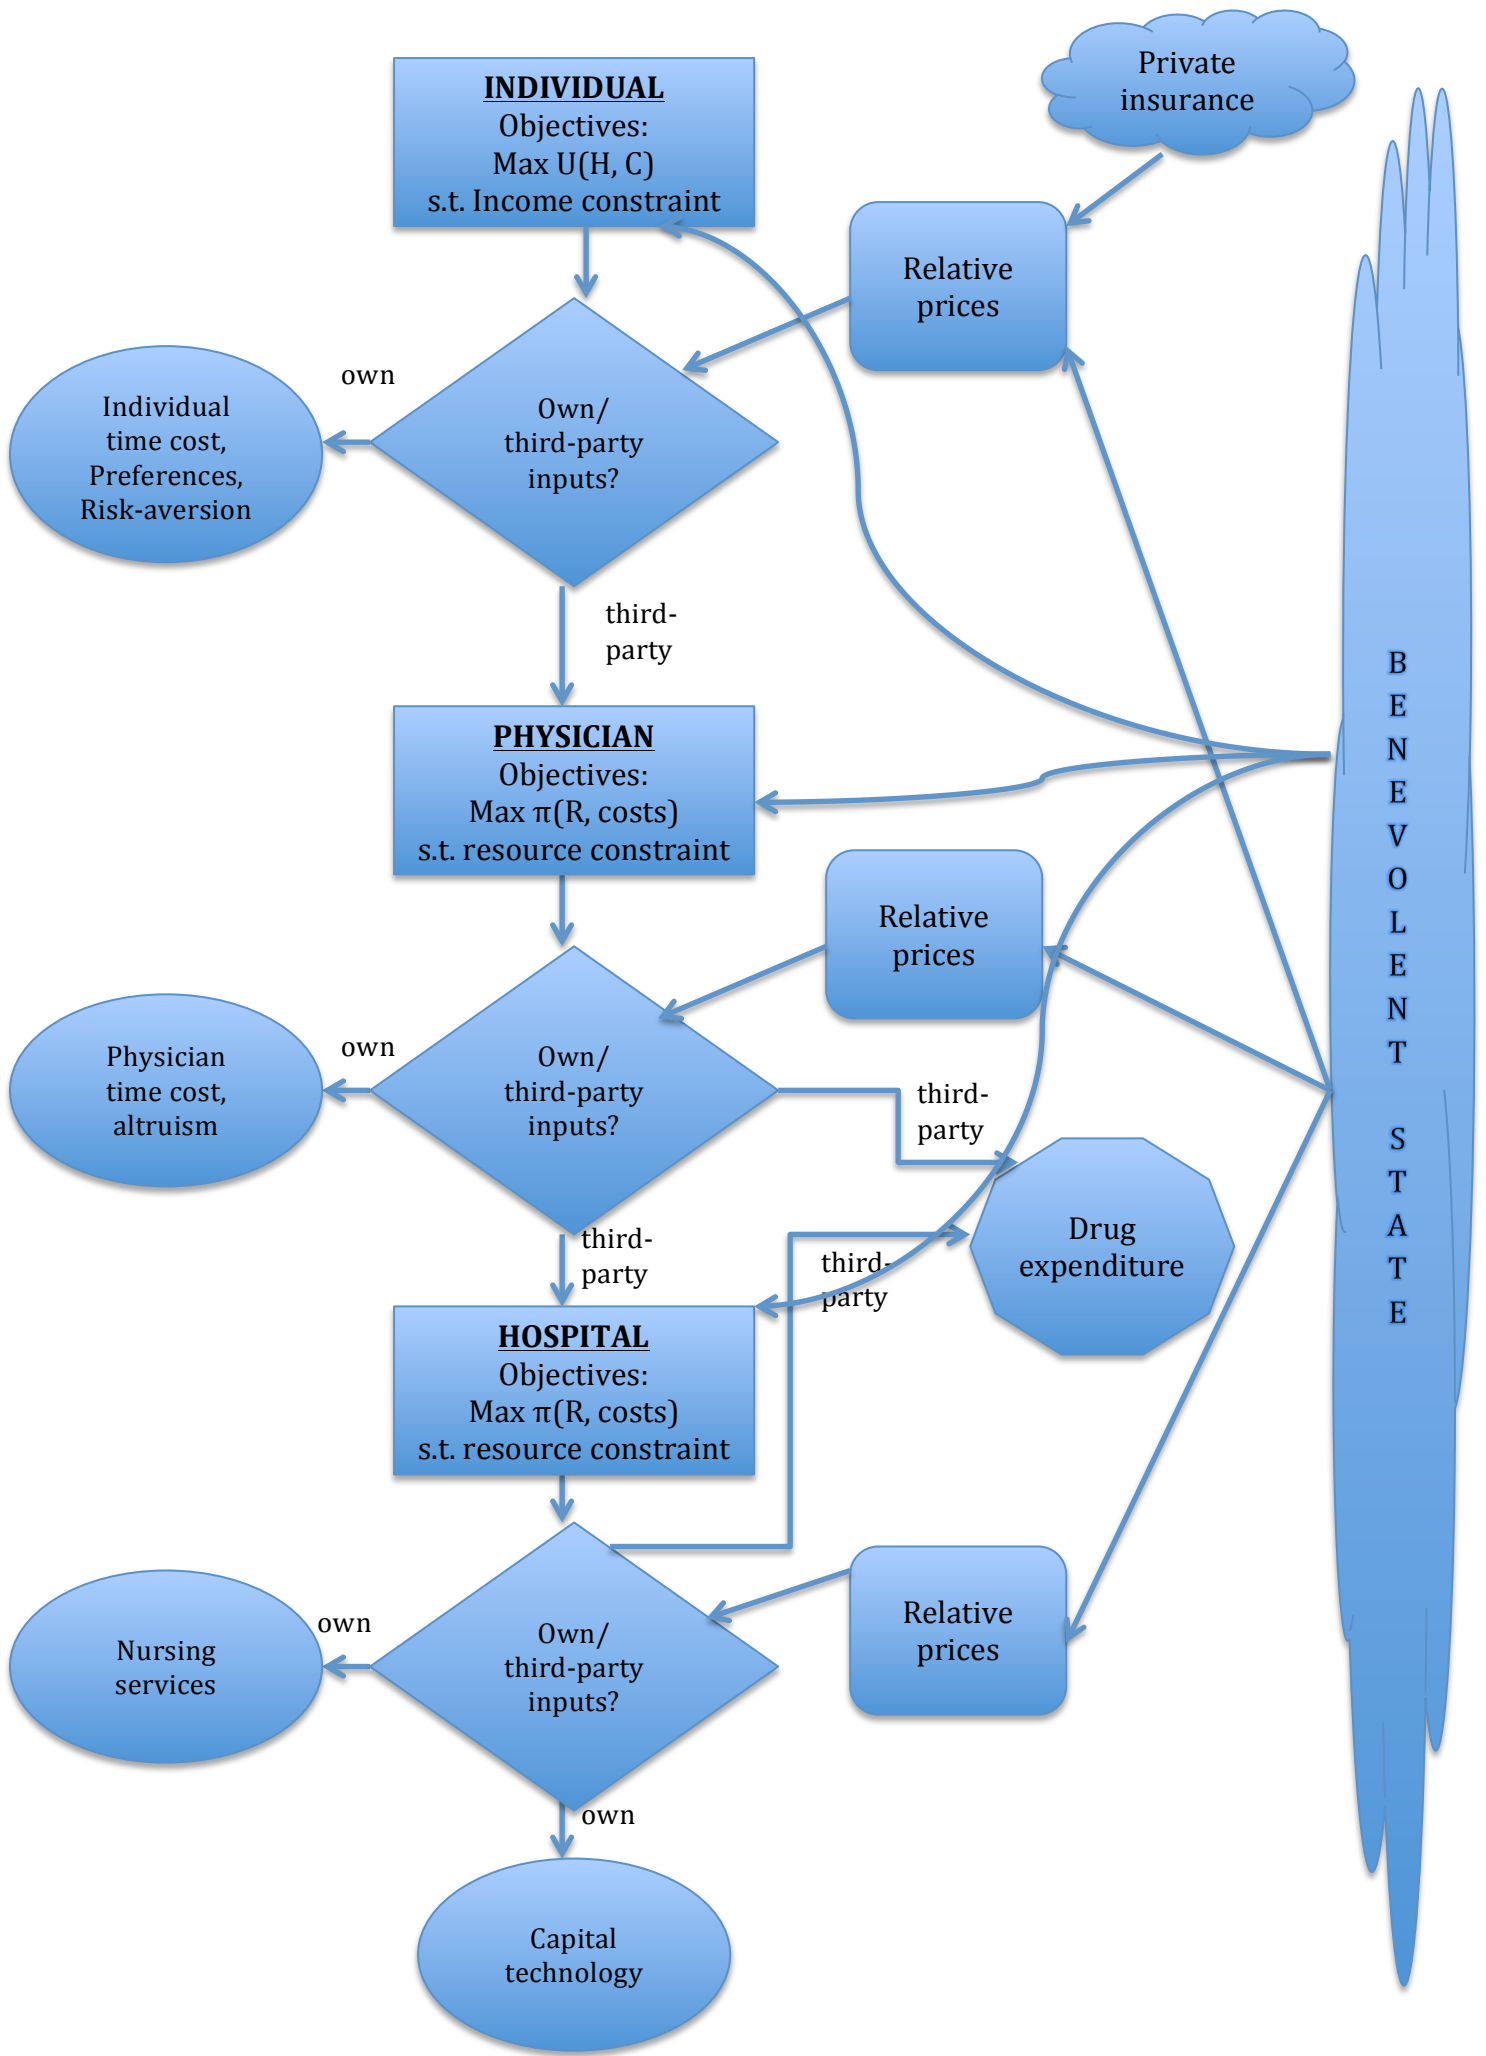 Private
insurance
INDIVIDUAL
Objectives:
Max U(H, C)
s.t. Income constraint
Relative
prices
own
Individual
time cost,
Preferences,
Risk-aversion
Own/
third-party
inputs?
third-
party
PHYSICIAN
Objectives:
Max π(R, costs)
s.t. resource constraint
Relative
prices
own
Physician
time cost,
altruism
Own/
third-party
inputs?
third-
party
third-
party
third-
party
Drug
expenditure
HOSPITAL
Objectives:
Max π(R, costs)
s.t. resource constraint
own
Nursing
services
Own/
third-party
inputs?
Relative
prices
own
Capital
technology
B
E
N
E
V
O
L
E
N
T
S
T
A
T
E